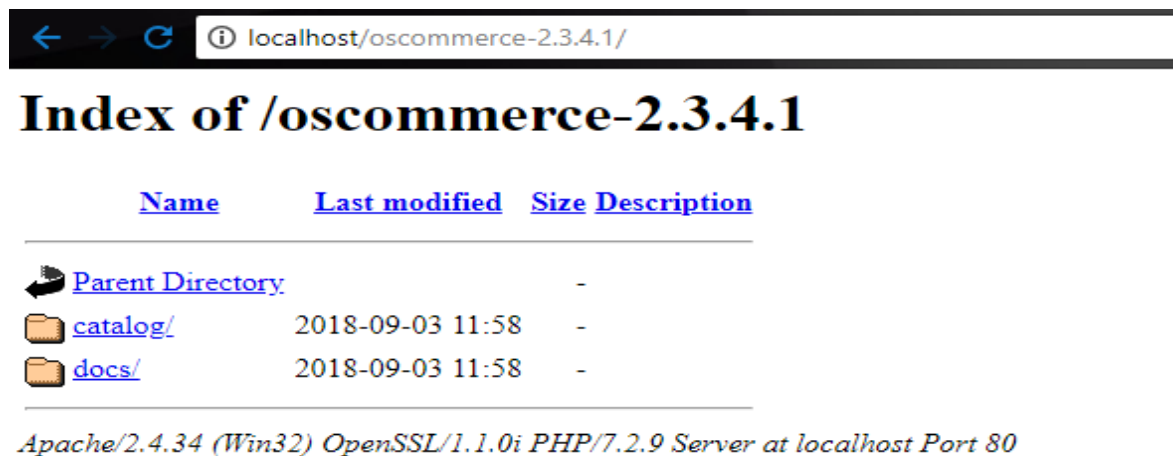 localhost/oscommerce-2.3.4.1/
Index of /oscommerce-2.3.4.1
Name Last modified Size Description
Parent Directory -
catalog/ 2018-09-03 11:58 -
docs/ 2018-09-03 11:58 -
Apache/2.4.34 (Win32) OpenSSL/1.1.0i PHP/7.2.9 Server at localhost Port 80